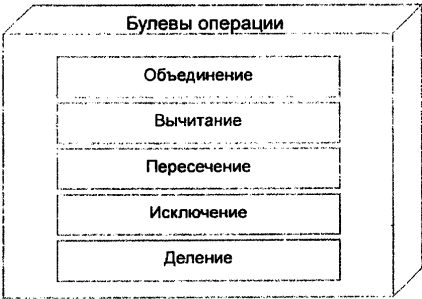 Булевы операции
Объединение
Вычитание
Пересечение
Исключение
Деление